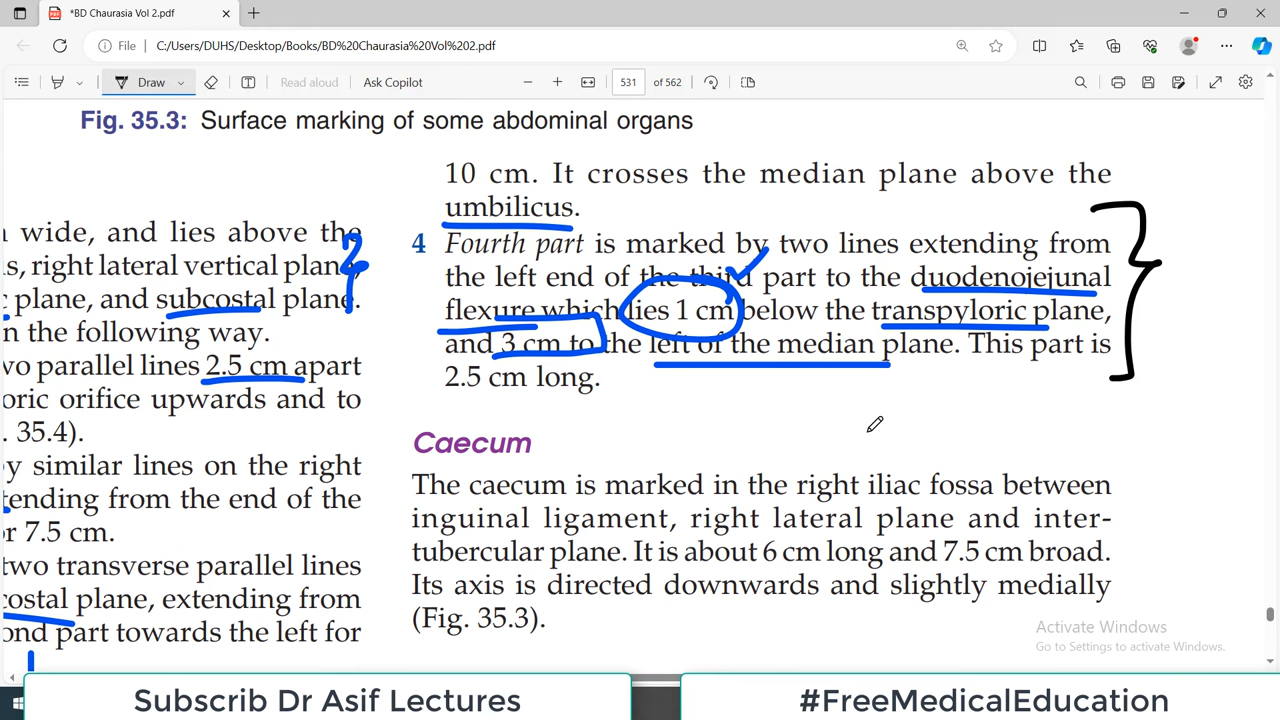 *BD Chaurasia Vol 2.pdf
File C:/Users/DUHS/Desktop/Books/BD%20Chaurasia%20Vol%202.pdf
Draw Read aloud Ask Copilot 531 of 562
Fig. 35.3: Surface marking of some abdominal organs
wide, and lies above the
right lateral vertical plane,
plane, and subcostal plane.
n the following way.
wo parallel lines 2.5 cm apart
oric orifice upwards and to
. 35.4).
by similar lines on the right
tending from the end of the
or 7.5 cm.
two transverse parallel lines
costal plane, extending from
ond part towards the left for
10 cm. It crosses the median plane above the
umbilicus.
4 Fourth part is marked by two lines extending from
the left end of the third part to the duodenojejunal
flexure which lies 1 cm below the transpyloric plane,
and 3 cm to the left of the median plane. This part is
2.5 cm long.
Caecum
The caecum is marked in the right iliac fossa between
inguinal ligament, right lateral plane and inter-
tubercular plane. It is about 6 cm long and 7.5 cm broad.
Its axis is directed downwards and slightly medially
(Fig. 35.3).
Activate Windows
Go to Settings to activate Windows.
Subscrib Dr Asif Lectures
#FreeMedicalEducation